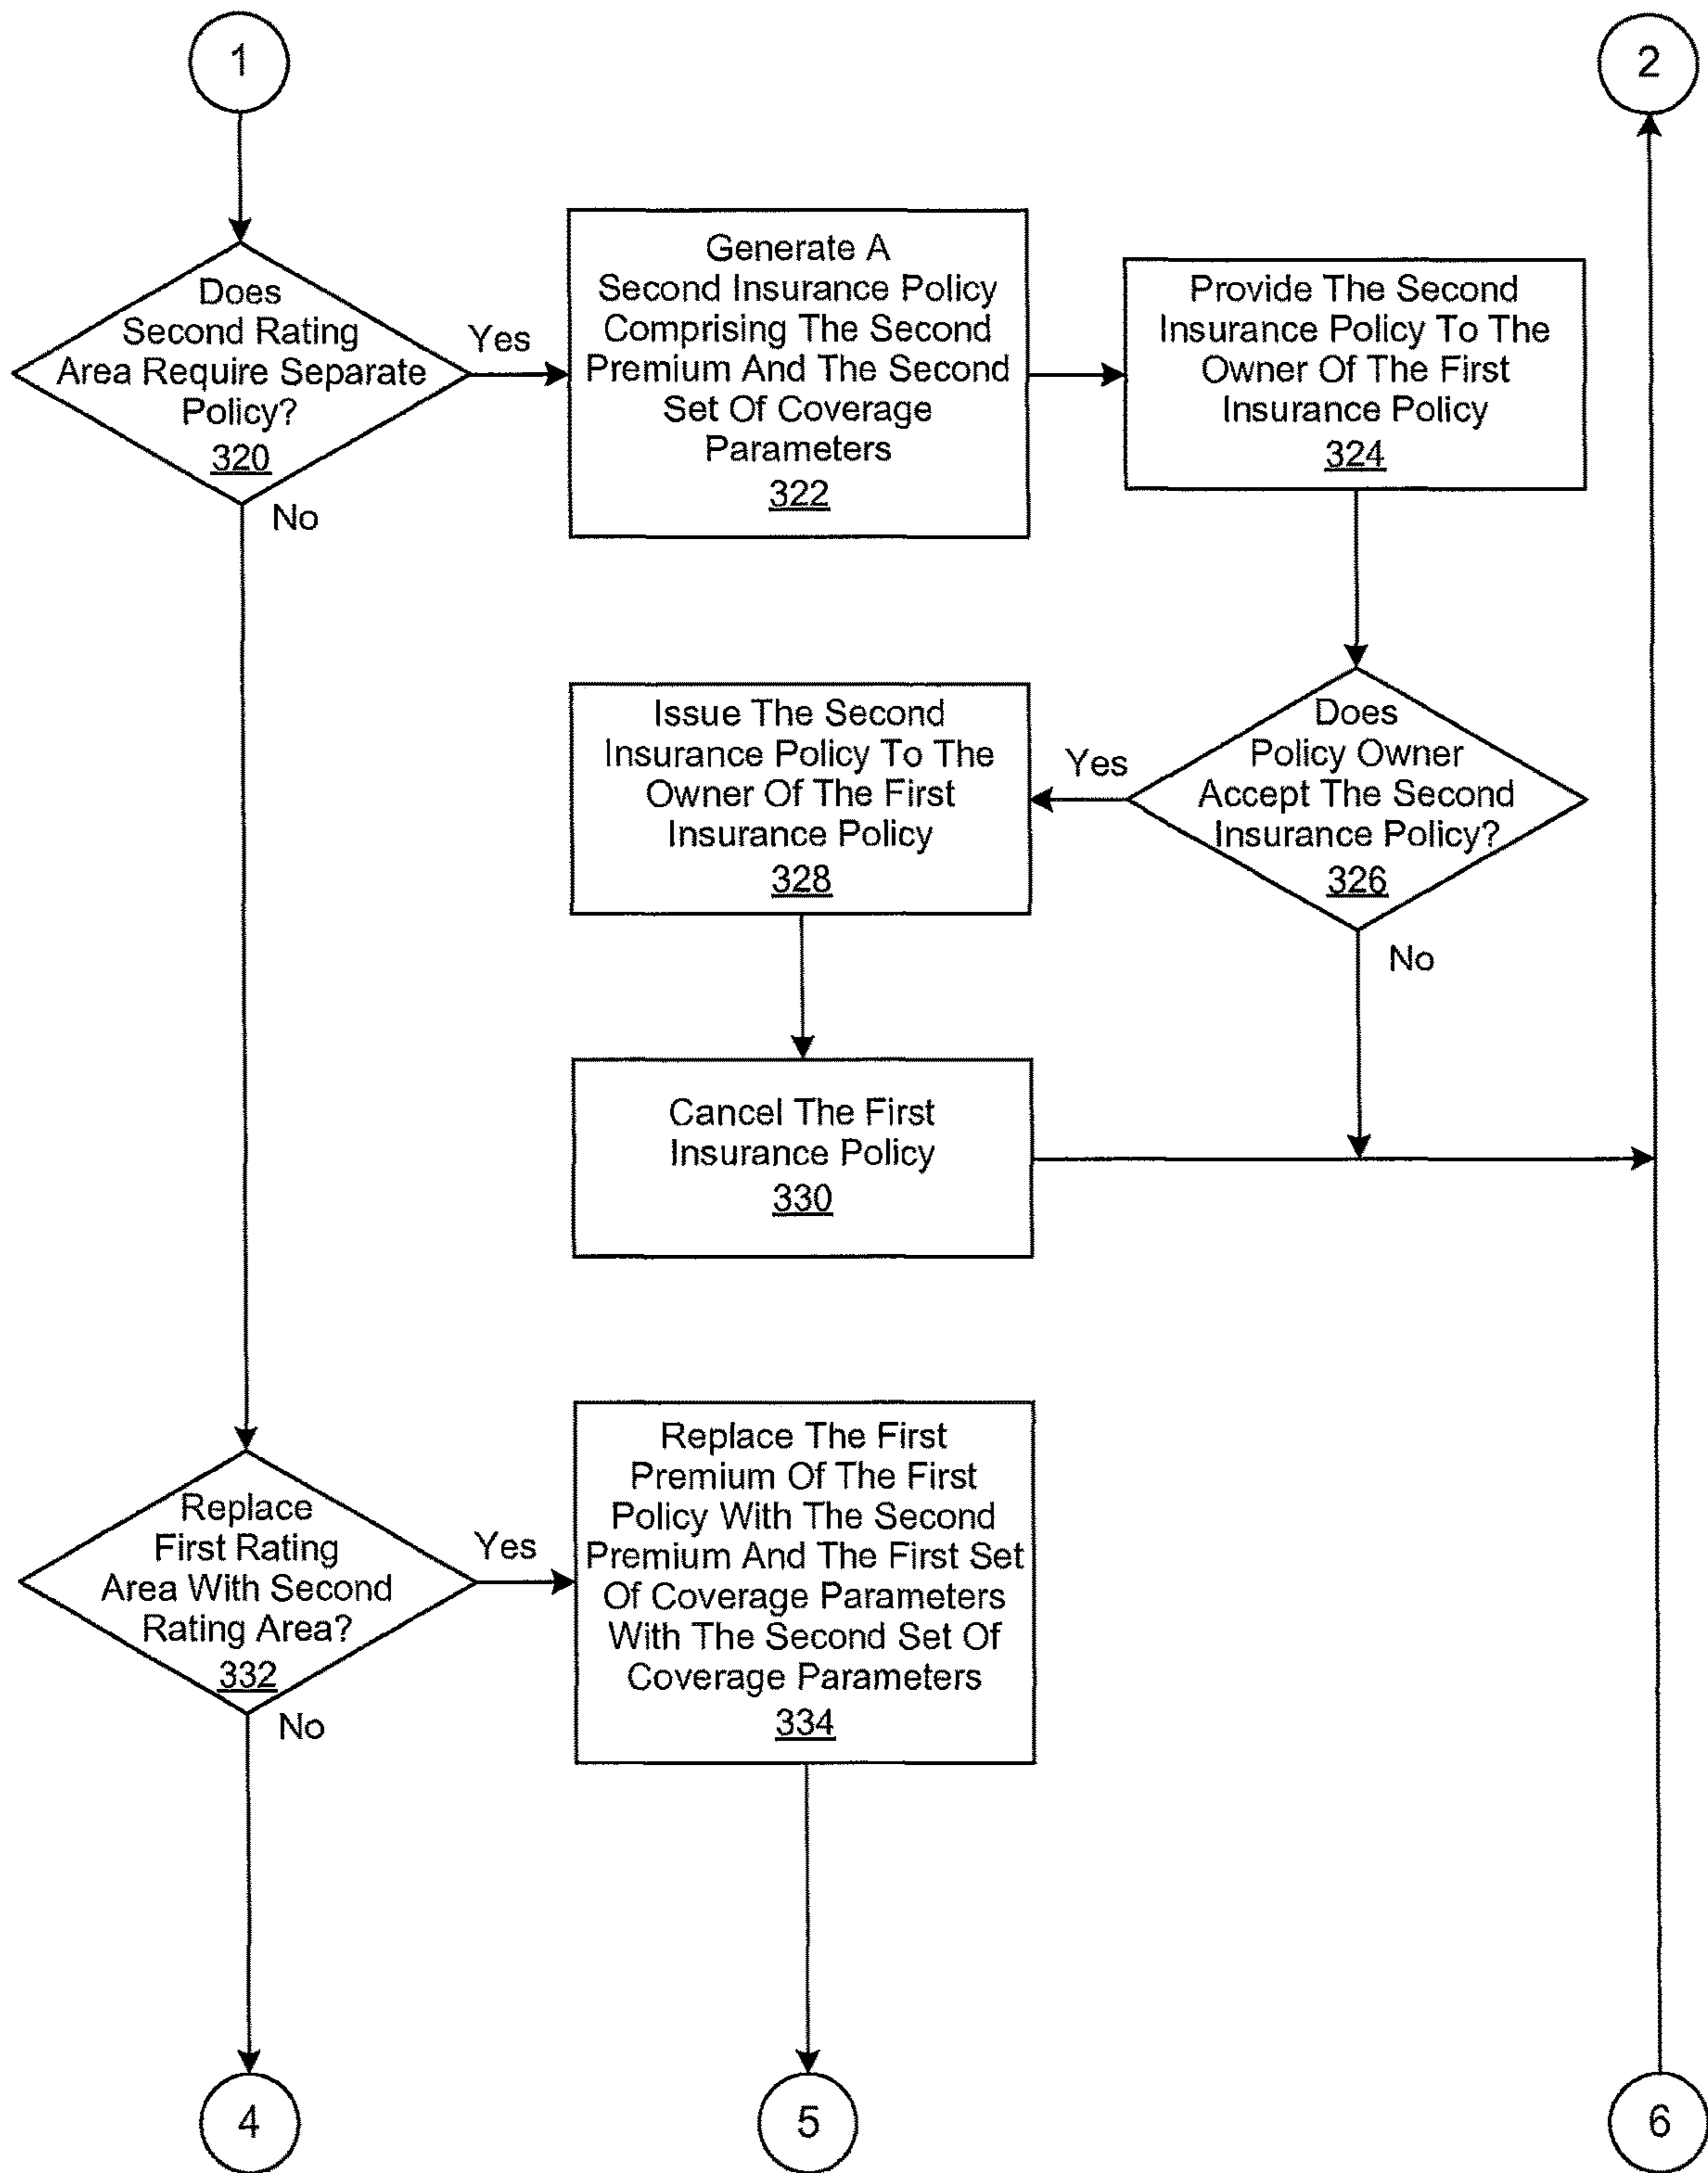 1
2
Does
Second Rating
Area Require Separate
Policy?
320
Yes
No
Generate A
Second Insurance Policy
Comprising The Second
Premium And The Second
Set Of Coverage
Parameters
322
Provide The Second
Insurance Policy To The
Owner Of The First
Insurance Policy
324
Does
Policy Owner
Accept The Second
Insurance Policy?
326
Yes
No
Issue The Second
Insurance Policy To The
Owner Of The First
Insurance Policy
328
Cancel The First
Insurance Policy
330
Replace
First Rating
Area With Second
Rating Area?
332
Yes
No
Replace The First
Premium Of The First
Policy With The Second
Premium And The First Set
Of Coverage Parameters
With The Second Set Of
Coverage Parameters
334
4
5
6